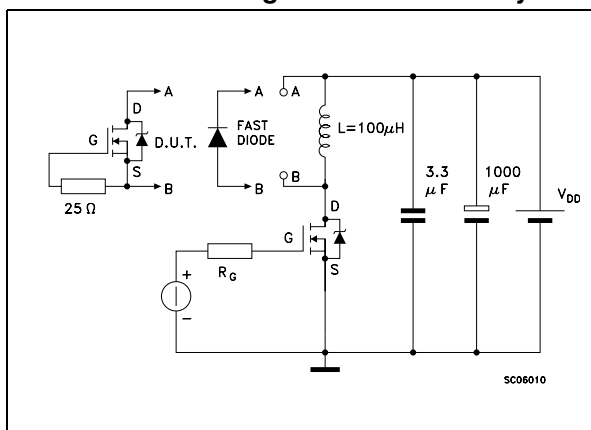 A
A
A
D
G
D.U.T.
FAST
DIODE
L=100μH
S
B
B
B
25 Ω
3.3
μF
1000
μF
VDD
D
G
S
RG
+
−
SC06010